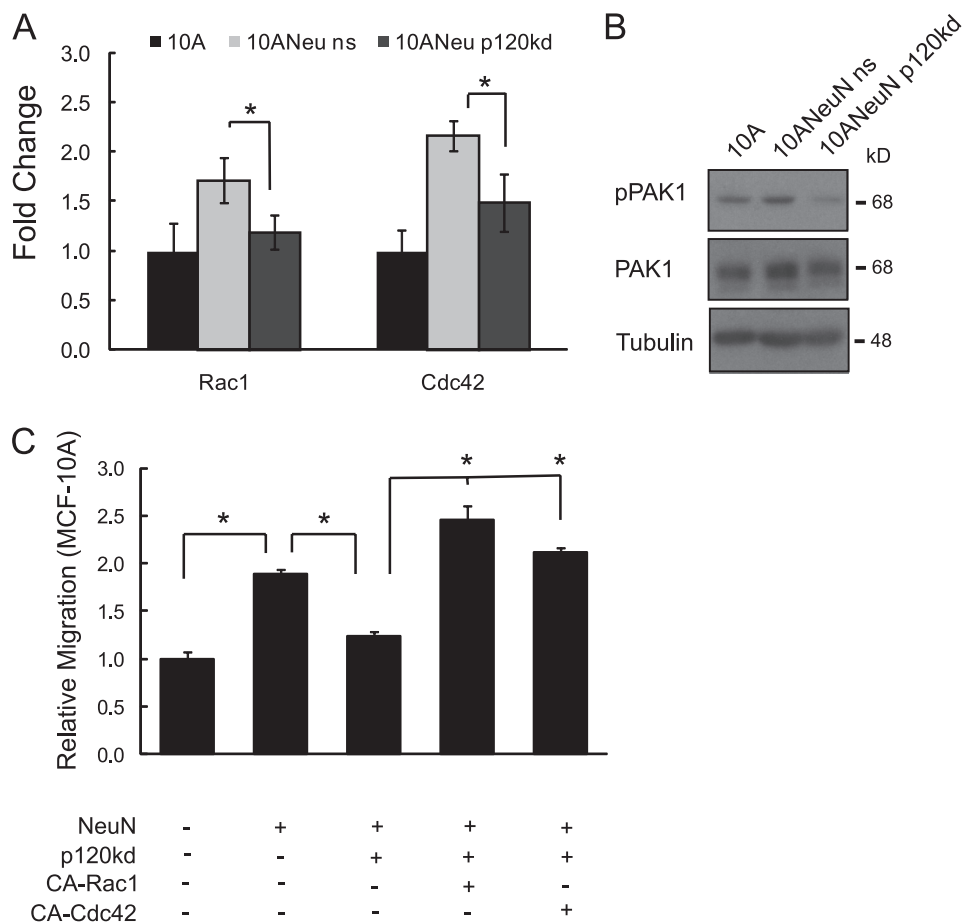 A
10A 10ANeu ns 10ANeu p120kd
Fold Change
3.0
2.5
2.0
1.5
1.0
0.5
0.0
* *
Rac1 Cdc42
B
10A 10ANeuN ns 10ANeuN p120kd
kD
pPAK1 - 68
PAK1 - 68
Tubulin - 48
C
Relative Migration (MCF-10A)
3.0
2.5
2.0
1.5
1.0
0.5
0.0
* * * *
NeuN - + + + +
p120kd - - + + +
CA-Rac1 - - - + -
CA-Cdc42 - - - - +